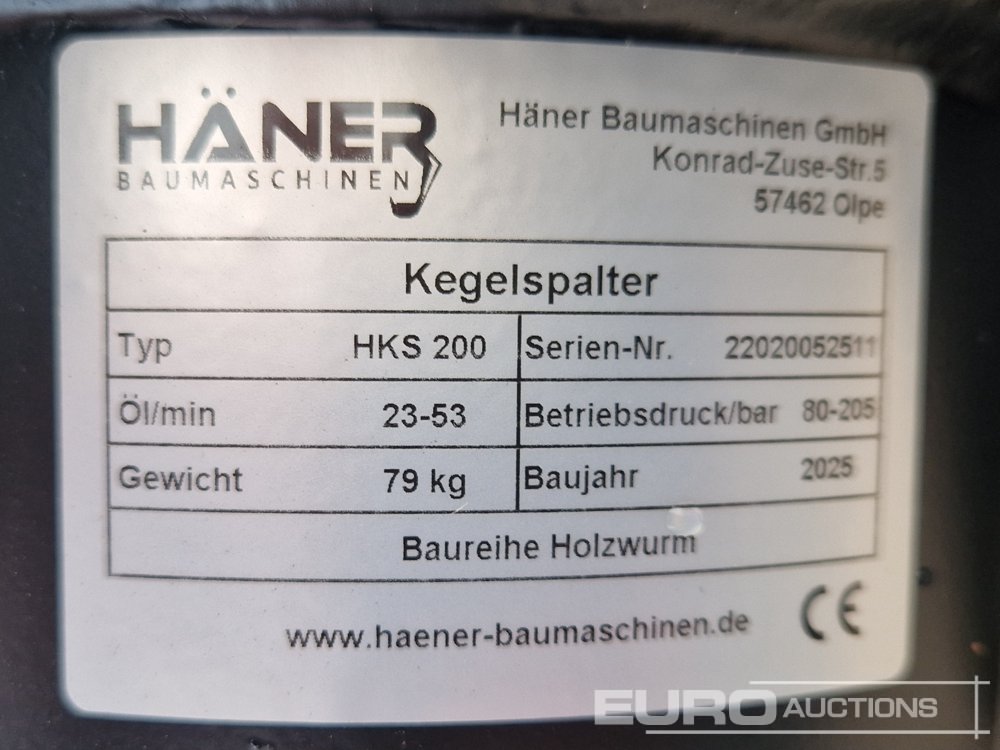 HÄNER
BAUMASCHINEN
Häner Baumaschinen GmbH
Konrad-Zuse-Str.5
57462 Olpe
Kegelspalter
Typ HKS 200 Serien-Nr. 22020052511
Öl/min 23-53 Betriebsdruck/bar 80-205
Gewicht 79 kg Baujahr 2025
Baureihe Holzwurm
www.haener-baumaschinen.de CE
EURO AUCTIONS